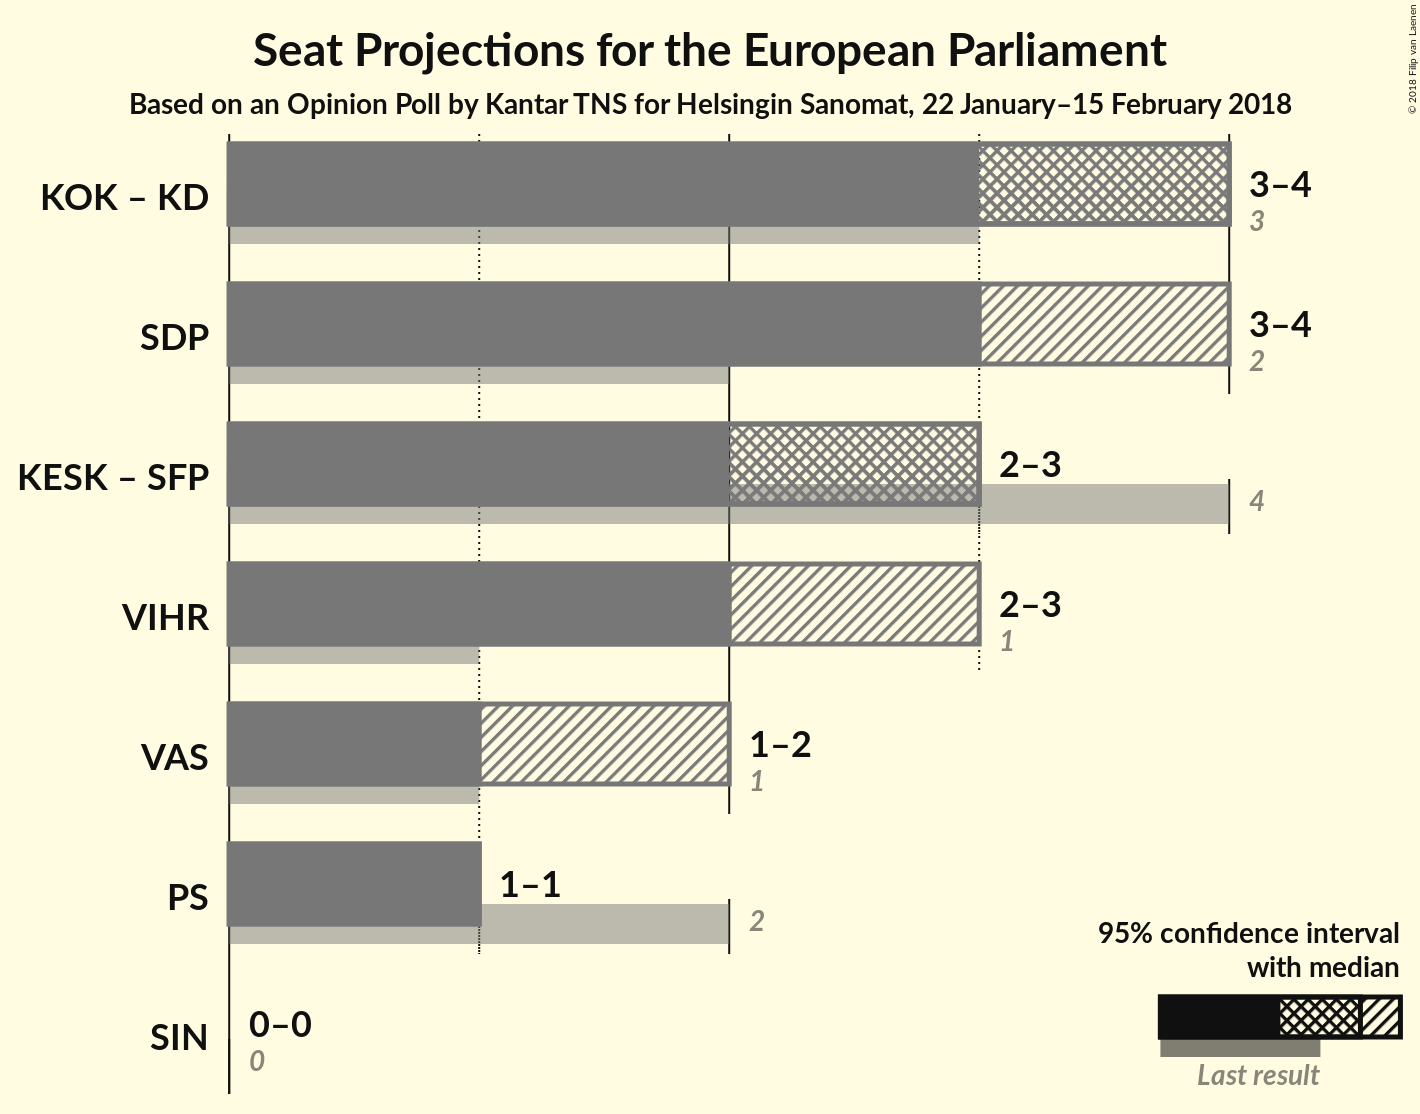 Seat Projections for the European Parliament
Based on an Opinion Poll by Kantar TNS for Helsingin Sanomat, 22 January–15 February 2018
© 2018 Filip van Laenen
KOK – KD
3–4
3
SDP
3–4
2
KESK – SFP
2–3
4
VIHR
2–3
1
VAS
1–2
1
PS
1–1
2
SIN
0–0
0
95% confidence interval
with median
Last result